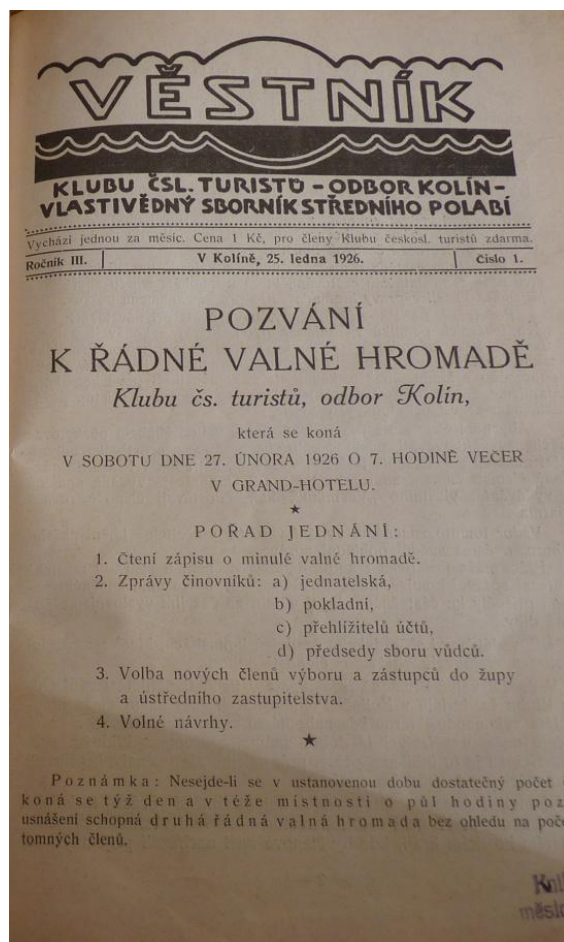 VĚSTNÍK
KLUBU ČSL. TURISTŮ - ODBOR KOLÍN -
VLASTIVĚDNÝ SBORNÍK STŘEDNÍHO POLABÍ
Vychází jednou za měsíc. Cena 1 Kč, pro členy Klubu českosl. turistů zdarma.
Ročník III. V Kolíně, 25. ledna 1926. Číslo 1.
POZVÁNÍ
K ŘÁDNÉ VALNÉ HROMADĚ
Klubu čs. turistů, odbor Kolín,
která se koná
V SOBOTU DNE 27. ÚNORA 1926 O 7. HODINĚ VEČER
V GRAND-HOTELU.
POŘAD JEDNÁNÍ:
1. Čtení zápisu o minulé valné hromadě.
2. Zprávy činovníků: a) jednatelská,
b) pokladní,
c) přehlížitelů účtů,
d) předsedy sboru vůdců.
3. Volba nových členů výboru a zástupců do župy
a ústředního zastupitelstva.
4. Volné návrhy.
Poznámka: Nesejde-li se v ustanovenou dobu dostatečný počet
koná se týž den a v téže místnosti o půl hodiny poz
usnášení schopná druhá řádná valná hromada bez ohledu na poč
tomných členů.